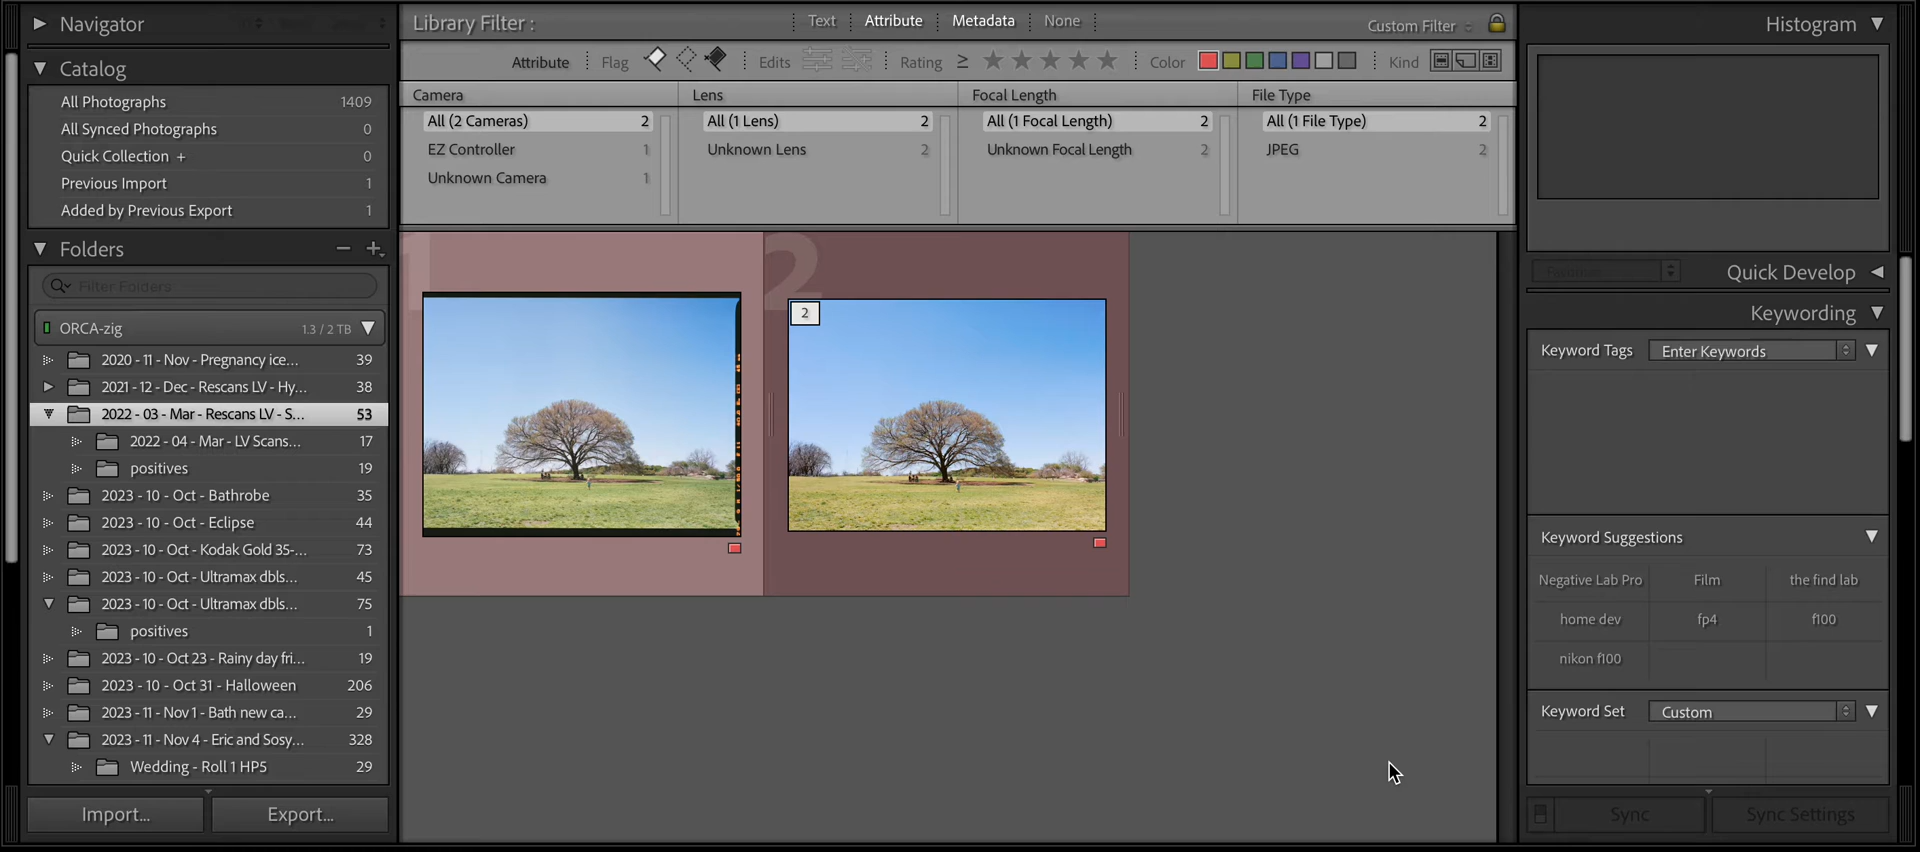 Navigator
Catalog
All Photographs 1409
All Synced Photographs 0
Quick Collection + 0
Previous Import 1
Added by Previous Export 1
Folders
Filter Folders
ORCA-zig 1.3 / 2 TB
2020 - 11 - Nov - Pregnancy ice... 39
2021 - 12 - Dec - Rescans LV - Hy... 38
2022 - 03 - Mar - Rescans LV - S... 53
2022 - 04 - Mar - LV Scans... 17
positives 19
2023 - 10 - Oct - Bathrobe 35
2023 - 10 - Oct - Eclipse 44
2023 - 10 - Oct - Kodak Gold 35-... 73
2023 - 10 - Oct - Ultramax dbls... 45
2023 - 10 - Oct - Ultramax dbls... 75
positives 1
2023 - 10 - Oct 23 - Rainy day fri... 19
2023 - 10 - Oct 31 - Halloween 206
2023 - 11 - Nov 1 - Bath new ca... 29
2023 - 11 - Nov 4 - Eric and Sosy... 328
Wedding - Roll 1 HP5 29
Import... Export...
Library Filter : Text Attribute Metadata None Custom Filter
Attribute Flag Edits Rating ≥ Color Kind
Camera Lens Focal Length File Type
All (2 Cameras) 2 All (1 Lens) 2 All (1 Focal Length) 2 All (1 File Type) 2
EZ Controller 1 Unknown Lens 2 Unknown Focal Length 2 JPEG 2
Unknown Camera 1
1 2
2
Histogram
Quick Develop
Keywording
Keyword Tags Enter Keywords
Keyword Suggestions
Negative Lab Pro Film the find lab
home dev fp4 f100
nikon f100
Keyword Set Custom
Sync Sync Settings